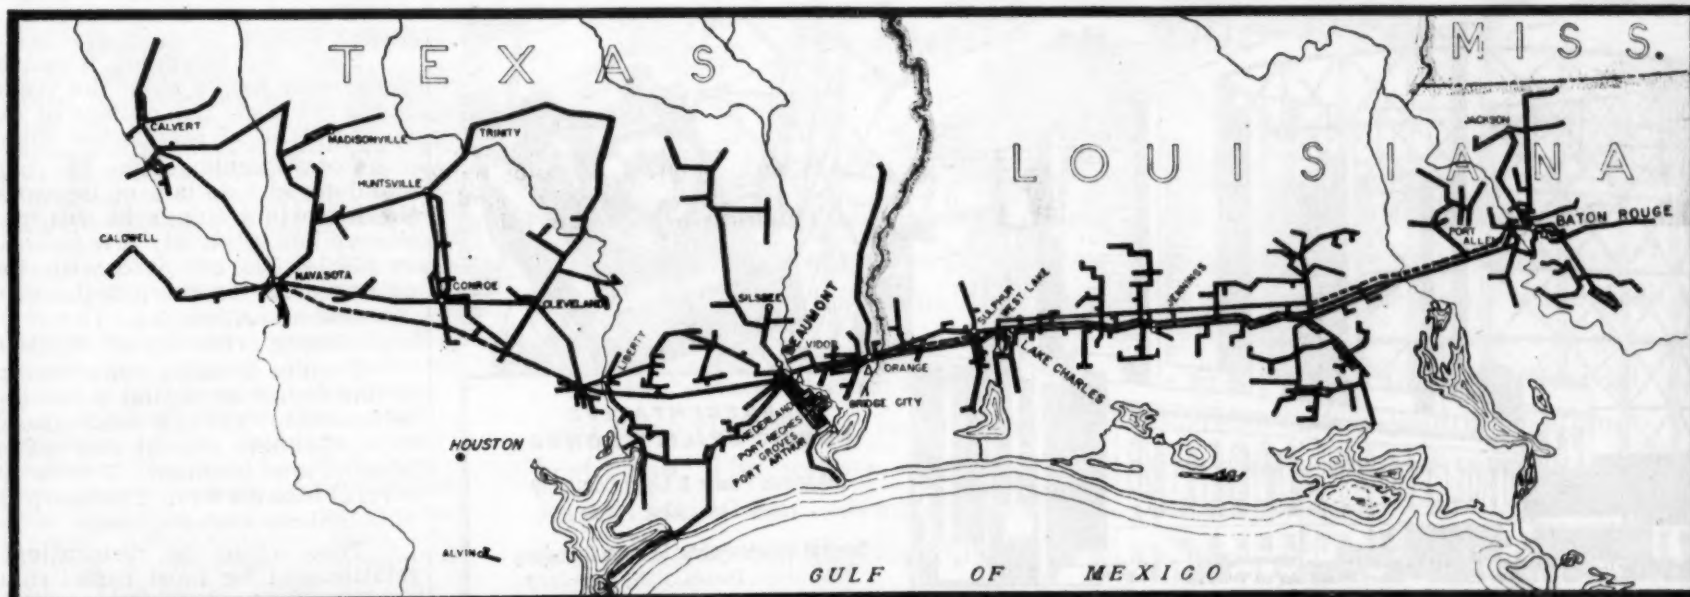 TEXAS
MISS.
LOUISIANA
CALVERT
MADISONVILLE
TRINITY
JACKSON
HUNTSVILLE
CALDWELL
BATON ROUGE
PORT ALLEN
NAVASOTA
CONROE
CLEVELAND
SILSBEE
BEAUMONT
SULPHUR
WEST LAKE
JENNINGS
LIBERTY
VIDOR
ORANGE
LAKE CHARLES
BRIDGE CITY
NEDERLAND
PORT NECHES
GROVES
PORT ARTHUR
HOUSTON
ALVIN
GULF OF MEXICO